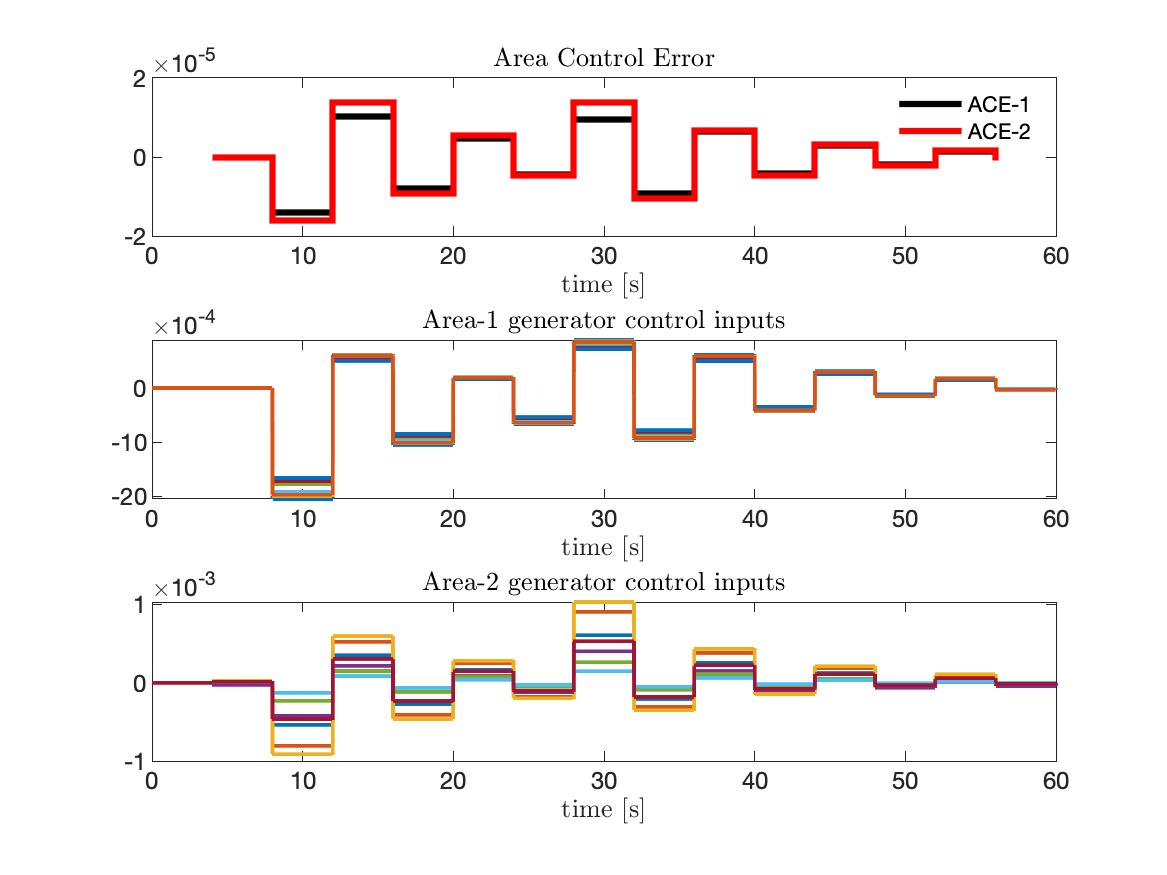 Area Control Error
×10-5
2
0
-2
ACE-1
ACE-2
0 10 20 30 40 50 60
time [s]
Area-1 generator control inputs
×10-4
0
-10
-20
0 10 20 30 40 50 60
time [s]
Area-2 generator control inputs
×10-3
1
0
-1
0 10 20 30 40 50 60
time [s]